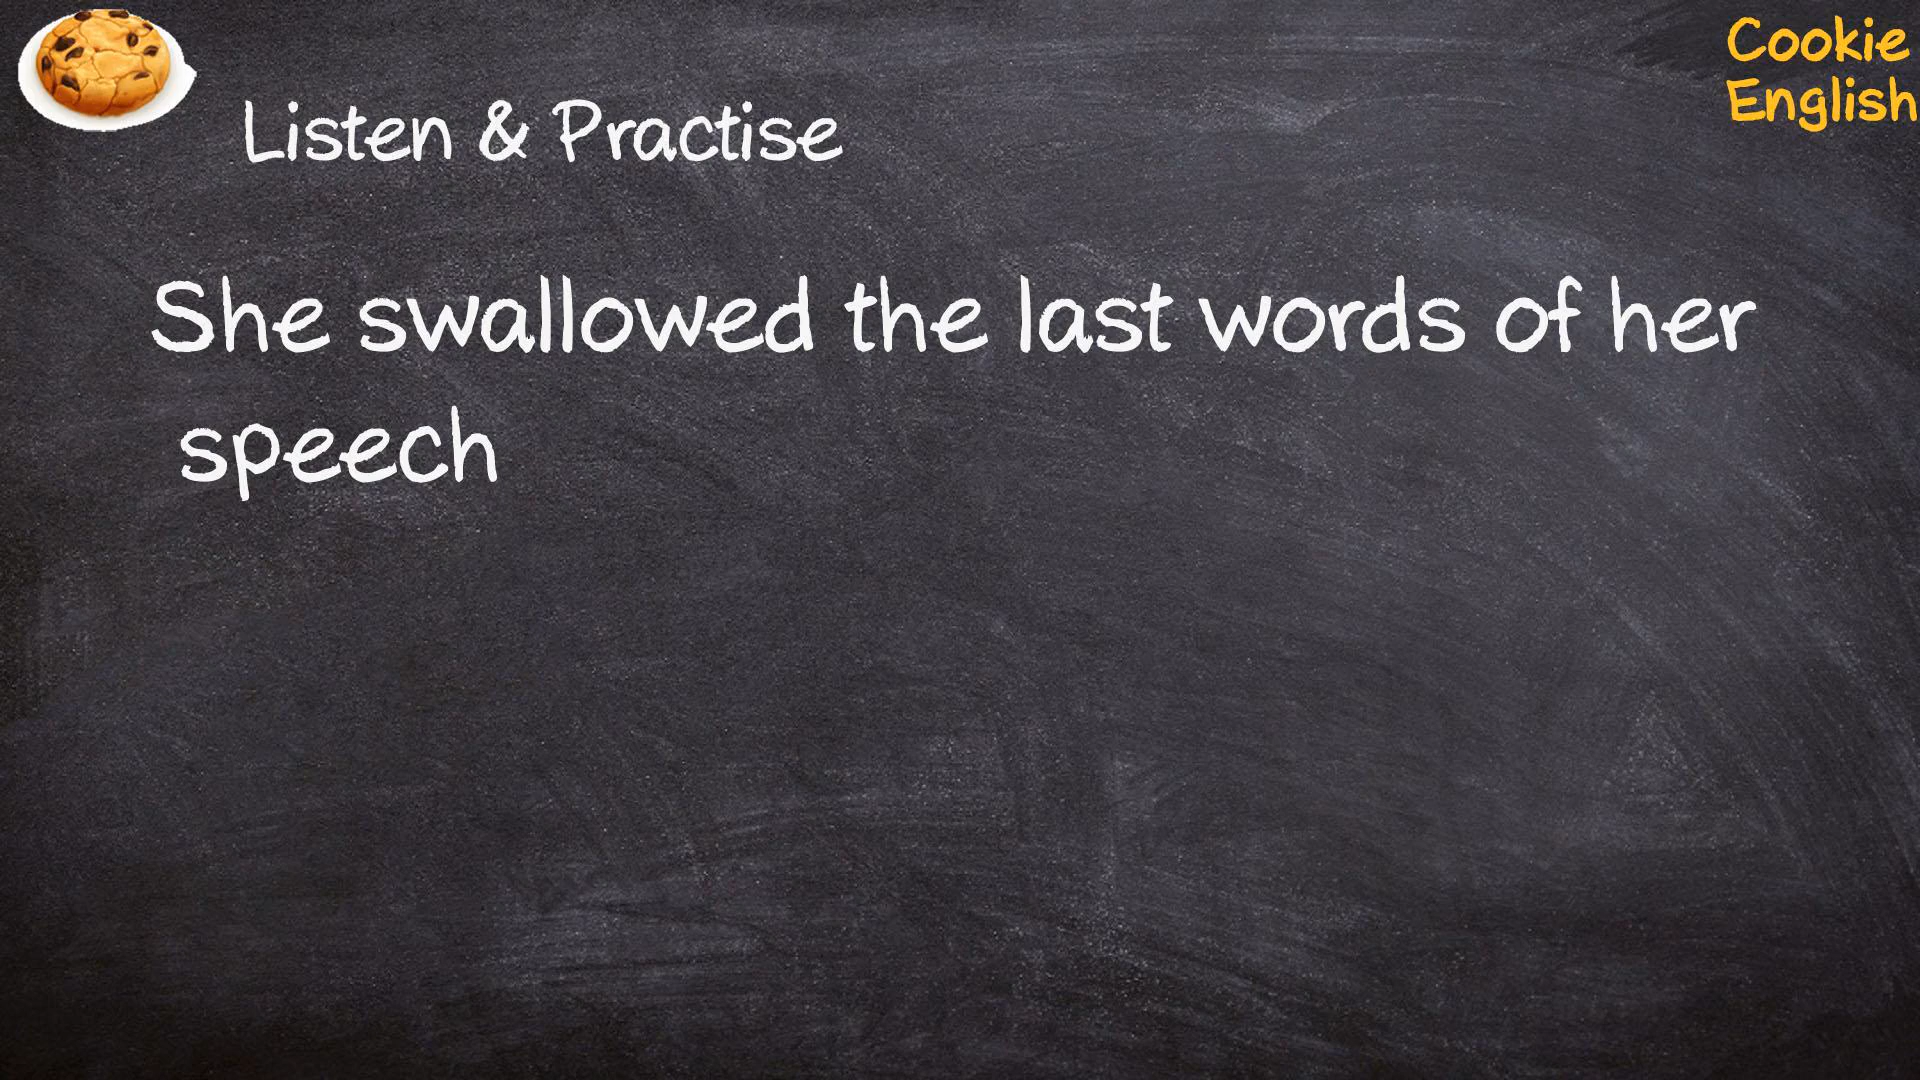 Cookie
English
Listen & Practise
She swallowed the last words of her
speech